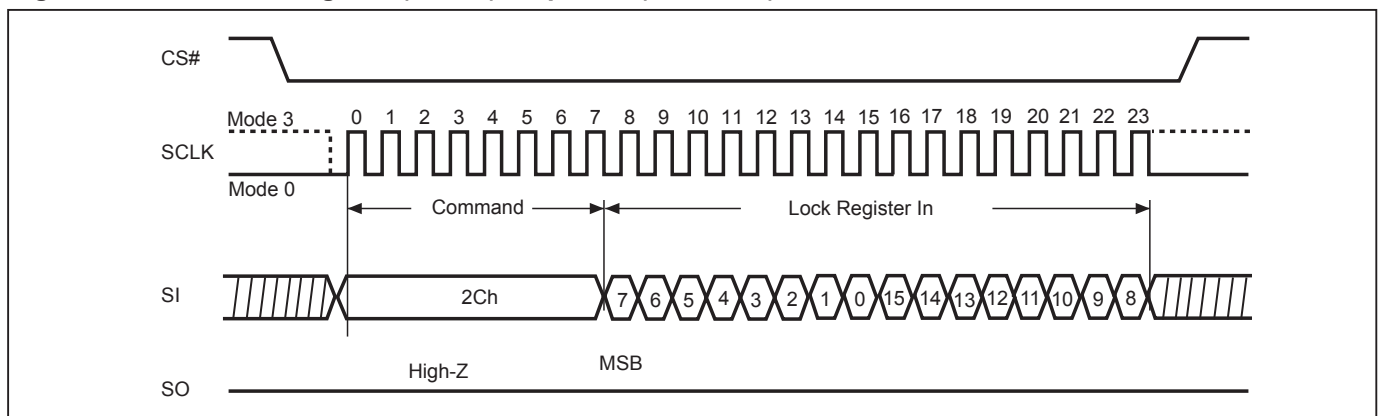 CS#
Mode 3
0 1 2 3 4 5 6 7 8 9 10 11 12 13 14 15 16 17 18 19 20 21 22 23
SCLK
Mode 0
Command
Lock Register In
SI
2Ch
7 6 5 4 3 2 1 0 15 14 13 12 11 10 9 8
High-Z
MSB
SO